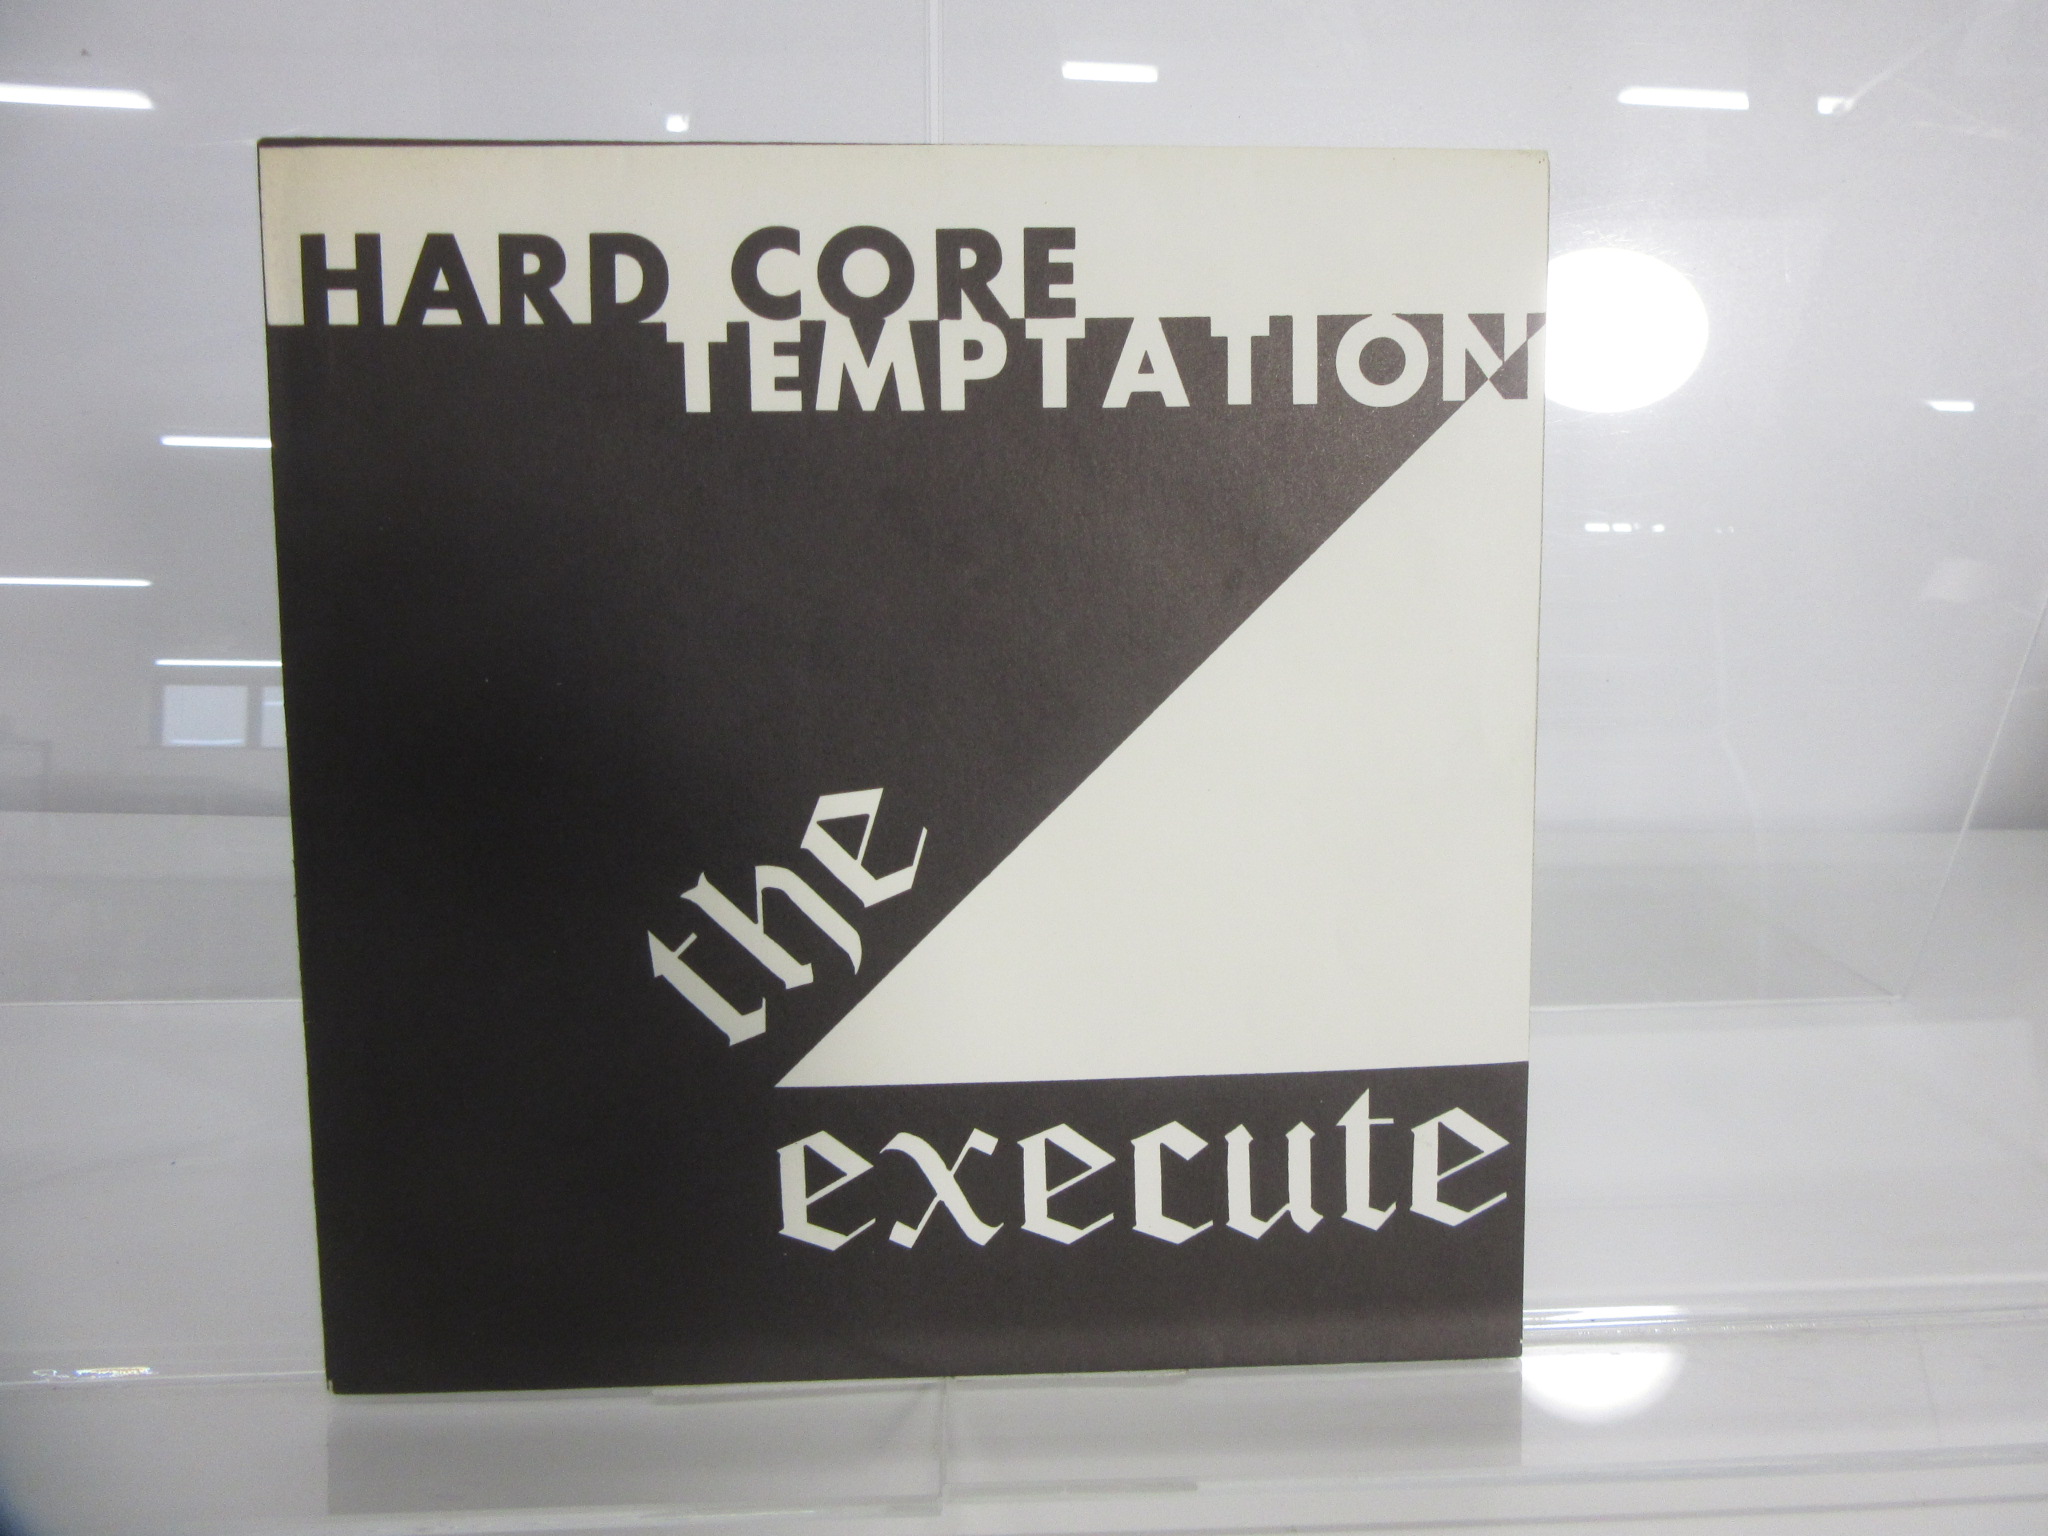 HARD CORE
TEMPTATION
the
execute